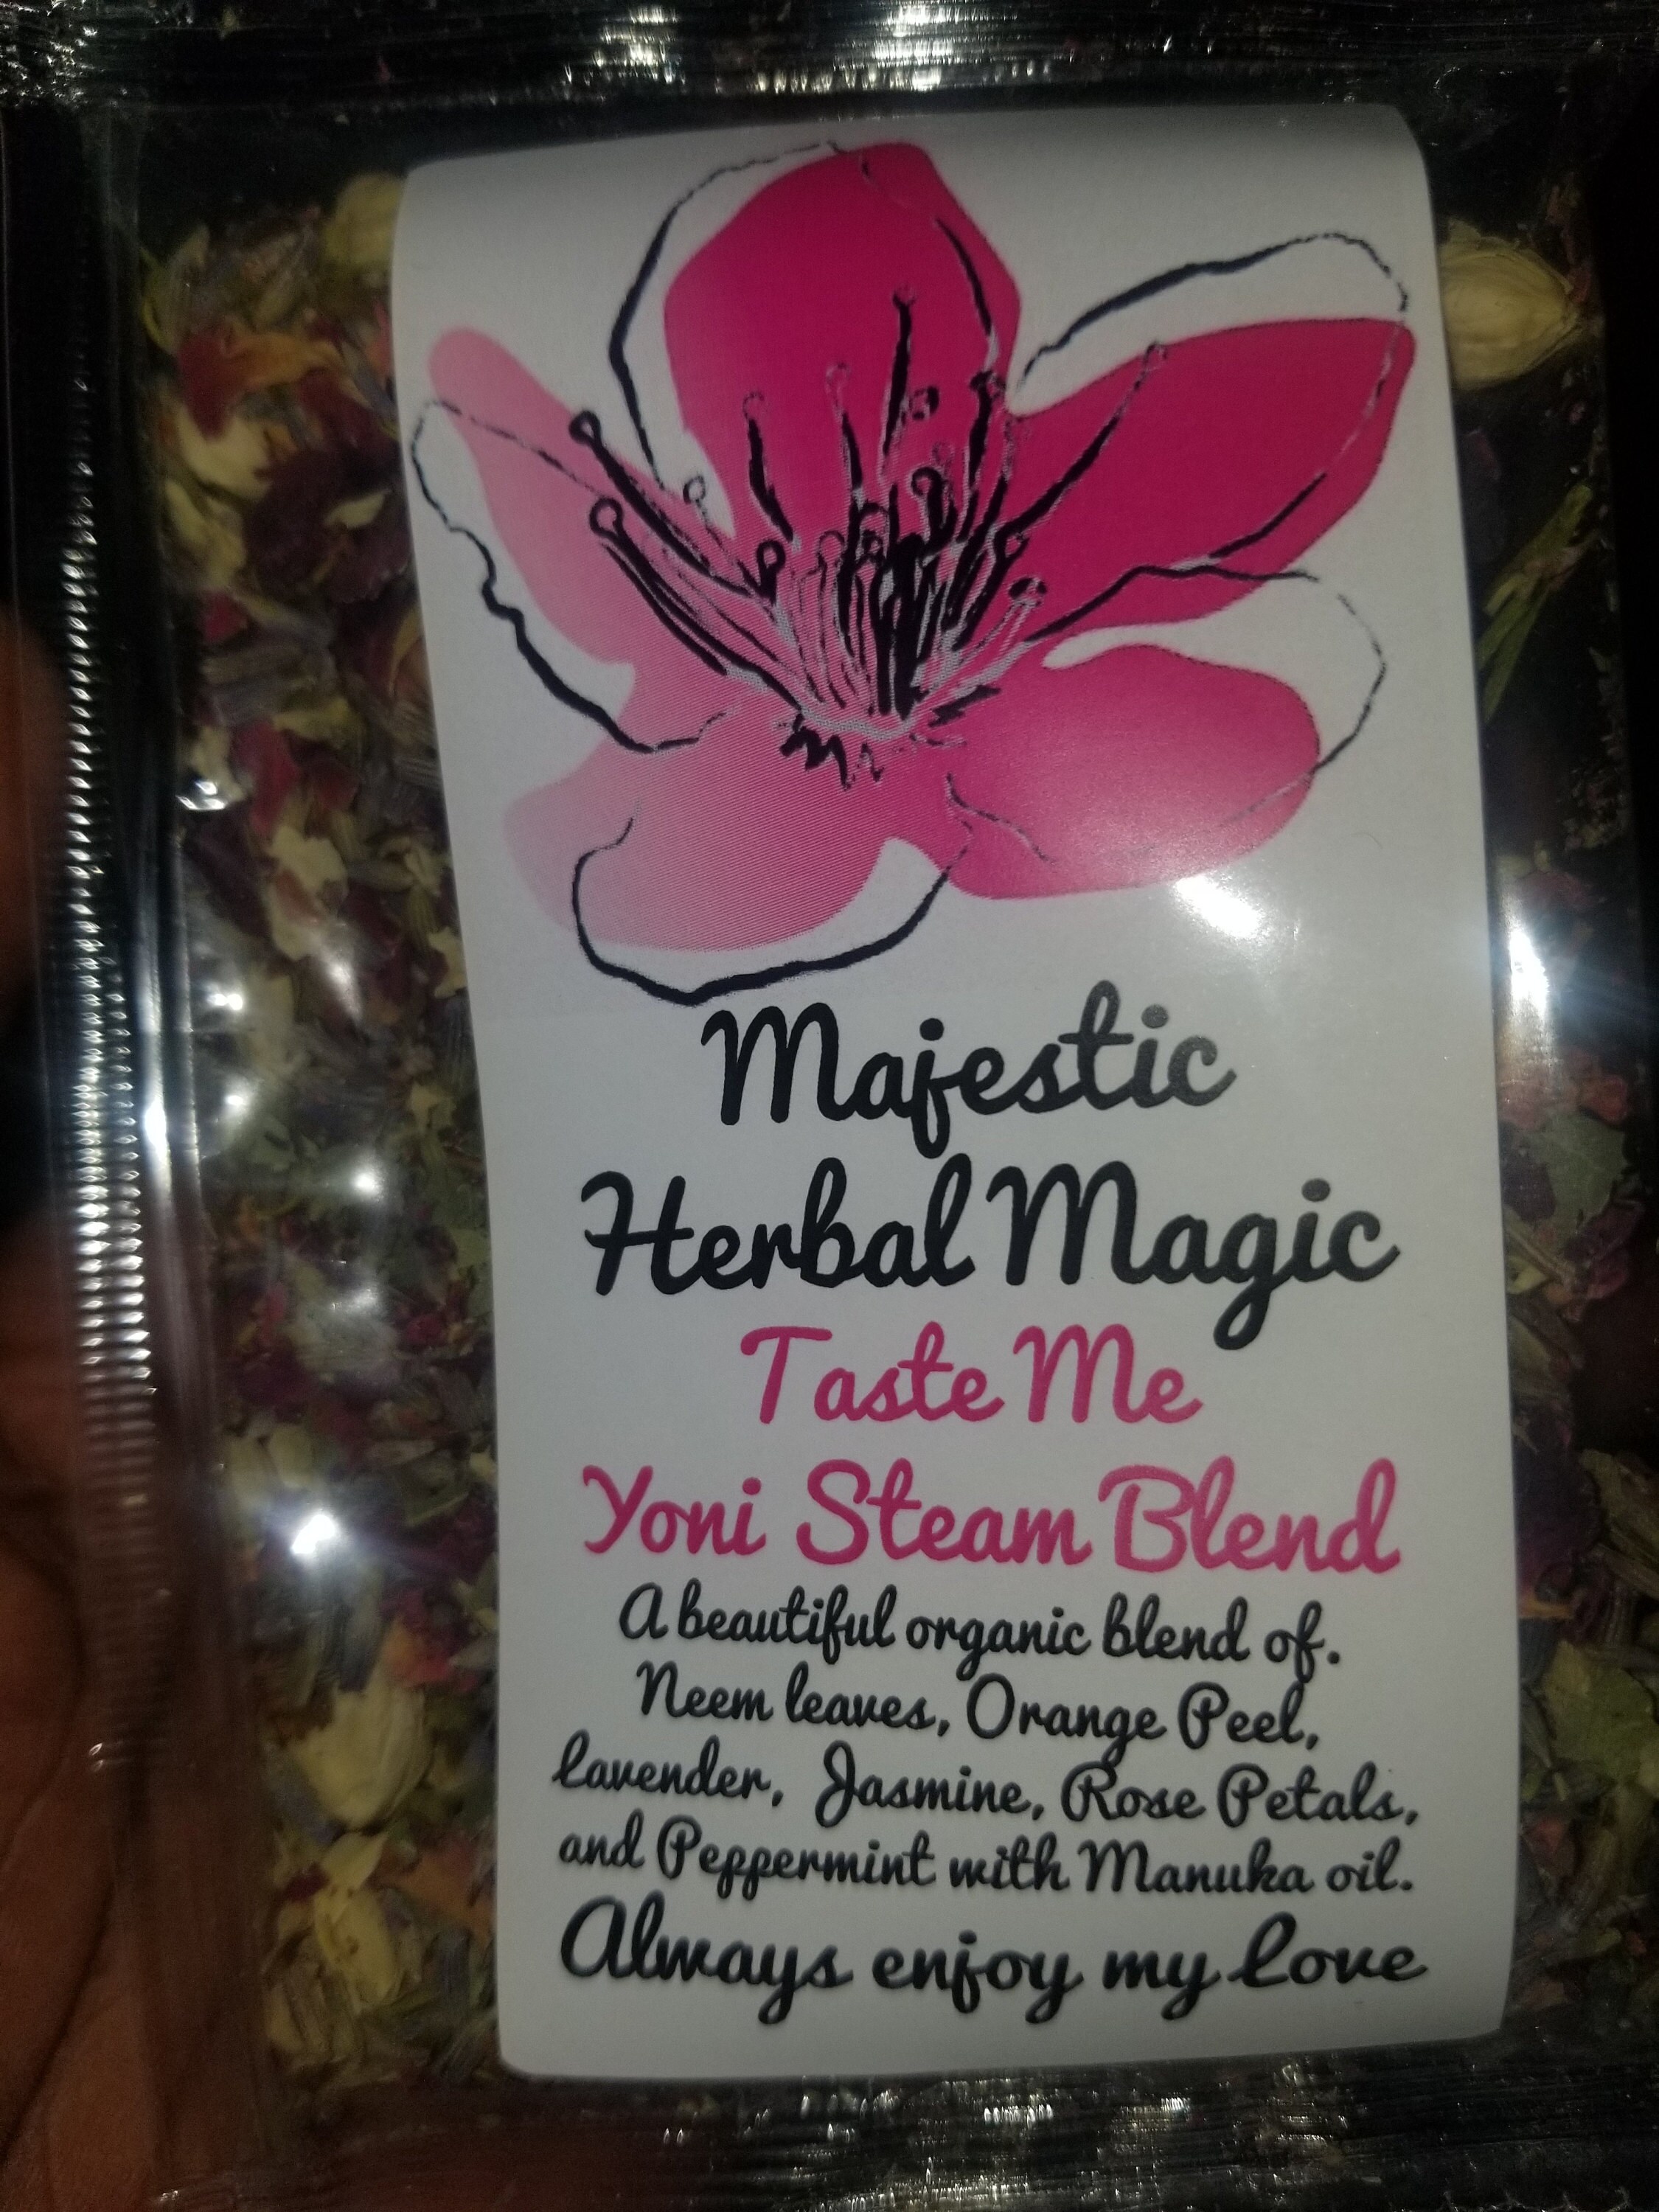 Majestic
Herbal Magic
Taste Me
Yoni Steam Blend
A beautiful organic blend of.
Neem leaves, Orange Peel,
lavender, Jasmine, Rose Petals,
and Peppermint with Manuka oil.
Always enjoy my love